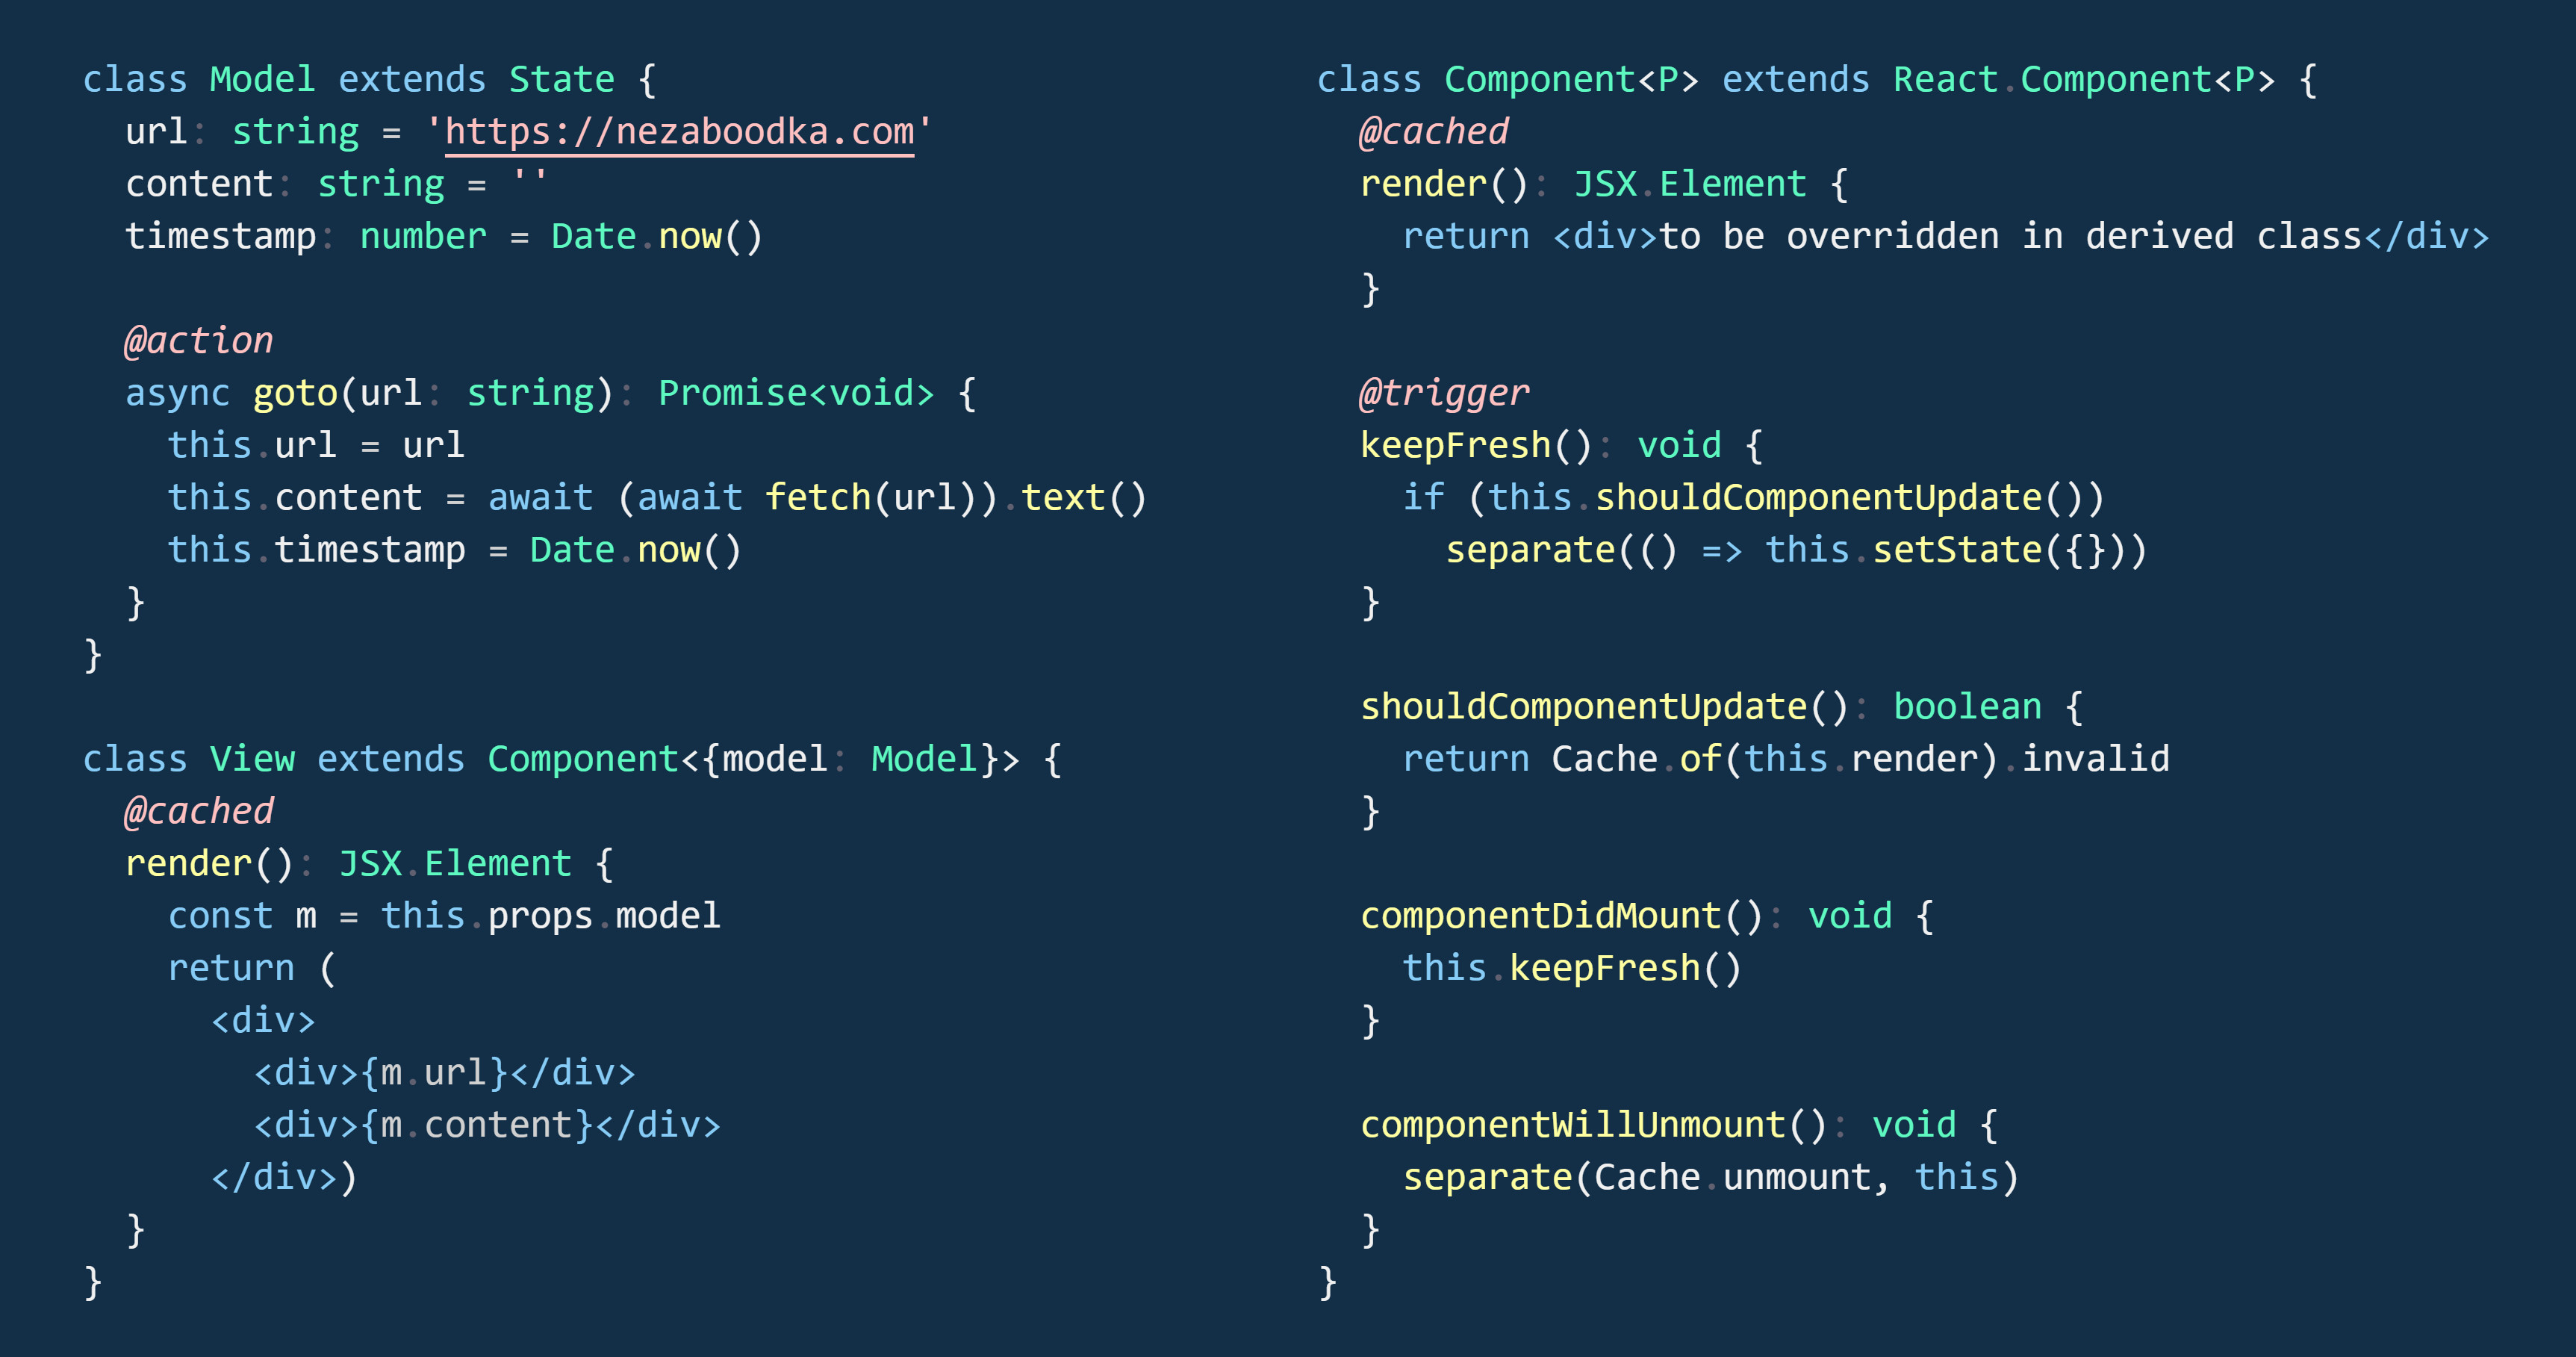 class Model extends State {
  url: string = 'https://nezaboodka.com'
  content: string = ''
  timestamp: number = Date.now()

  @action
  async goto(url: string): Promise<void> {
    this.url = url
    this.content = await (await fetch(url)).text()
    this.timestamp = Date.now()
  }
}

class View extends Component<{model: Model}> {
  @cached
  render(): JSX.Element {
    const m = this.props.model
    return (
      <div>
        <div>{m.url}</div>
        <div>{m.content}</div>
      </div>)
  }
}

class Component<P> extends React.Component<P> {
  @cached
  render(): JSX.Element {
    return <div>to be overridden in derived class</div>
  }

  @trigger
  keepFresh(): void {
    if (this.shouldComponentUpdate())
      separate(() => this.setState({}))
  }

  shouldComponentUpdate(): boolean {
    return Cache.of(this.render).invalid
  }

  componentDidMount(): void {
    this.keepFresh()
  }

  componentWillUnmount(): void {
    separate(Cache.unmount, this)
  }
}